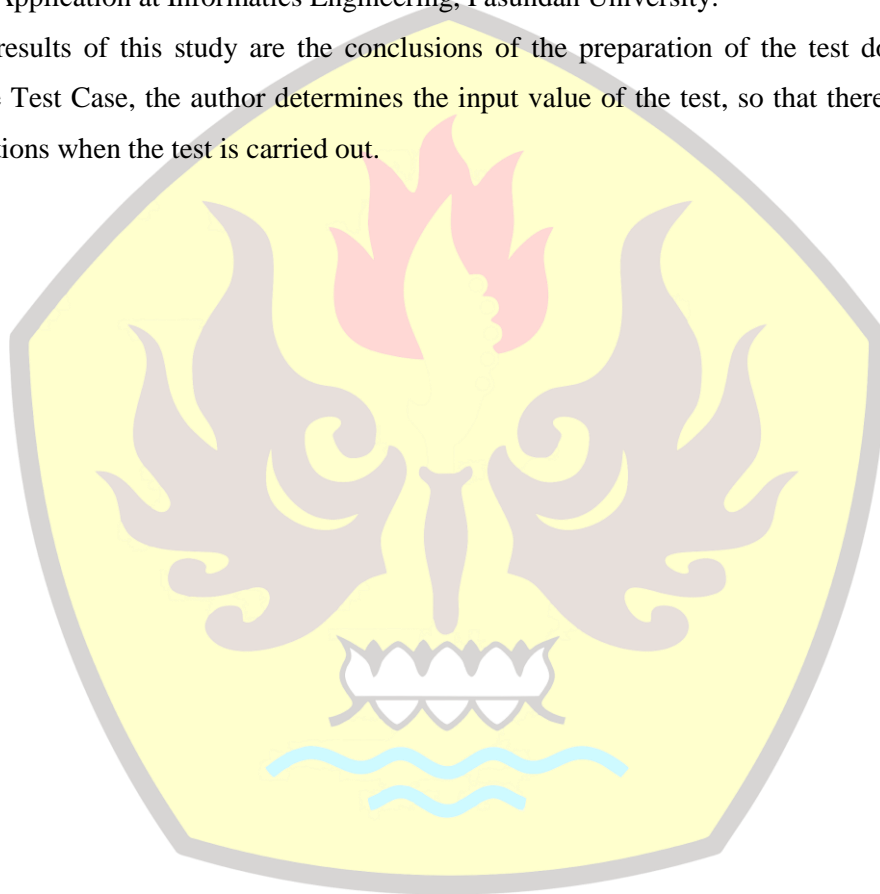 Application at Informatics Engineering, Pasundan University.
results of this study are the conclusions of the preparation of the test do
Test Case, the author determines the input value of the test, so that there
tions when the test is carried out.